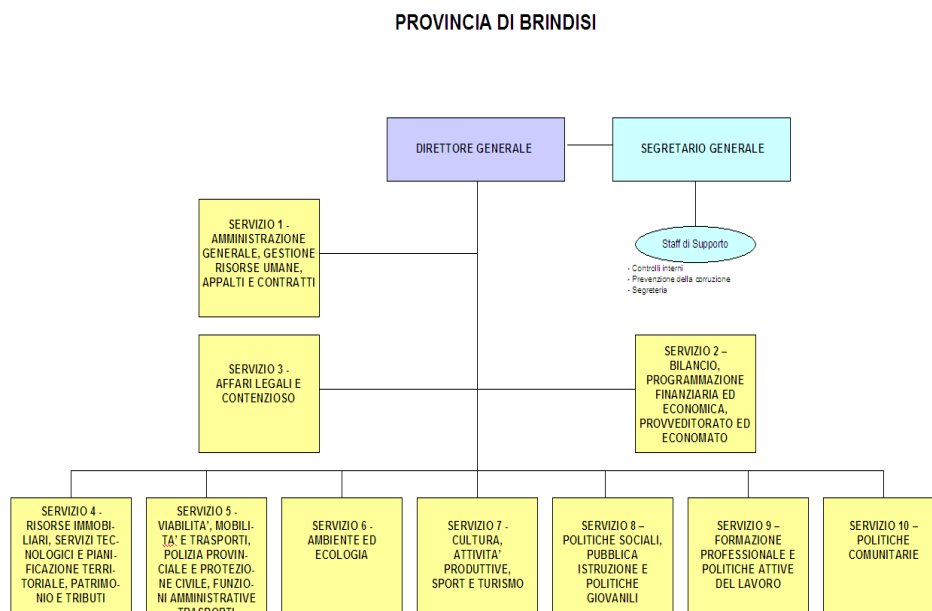 PROVINCIA DI BRINDISI
DIRETTORE GENERALE
SEGRETARIO GENERALE
SERVIZIO 1 -
AMMINISTRAZIONE
GENERALE, GESTIONE
RISORSE UMANE,
APPALTI E CONTRATTI
Staff di Supporto
- Controlli interni
- Prevenzione della corruzione
- Segreteria
SERVIZIO 3 -
AFFARI LEGALI E
CONTENZIOSO
SERVIZIO 2 –
BILANCIO,
PROGRAMMAZIONE
FINANZIARIA ED
ECONOMICA,
PROVVEDITORATO ED
ECONOMATO
SERVIZIO 4 -
RISORSE IMMOBI-
LIARI, SERVIZI TEC-
NOLOGICI E PIANI-
FICAZIONE TERRI-
TORIALE, PATRIMO-
NIO E TRIBUTI
SERVIZIO 5 -
VIABILITA', MOBILI-
TA' E TRASPORTI,
POLIZIA PROVIN-
CIALE E PROTEZIO-
NE CIVILE, FUNZIO-
NI AMMINISTRATIVE
TRASPORTI
SERVIZIO 6 -
AMBIENTE ED
ECOLOGIA
SERVIZIO 7 -
CULTURA,
ATTIVITA'
PRODUTTIVE,
SPORT E TURISMO
SERVIZIO 8 –
POLITICHE SOCIALI,
PUBBLICA
ISTRUZIONE E
POLITICHE
GIOVANILI
SERVIZIO 9 –
FORMAZIONE
PROFESSIONALE E
POLITICHE ATTIVE
DEL LAVORO
SERVIZIO 10 –
POLITICHE
COMUNITARIE